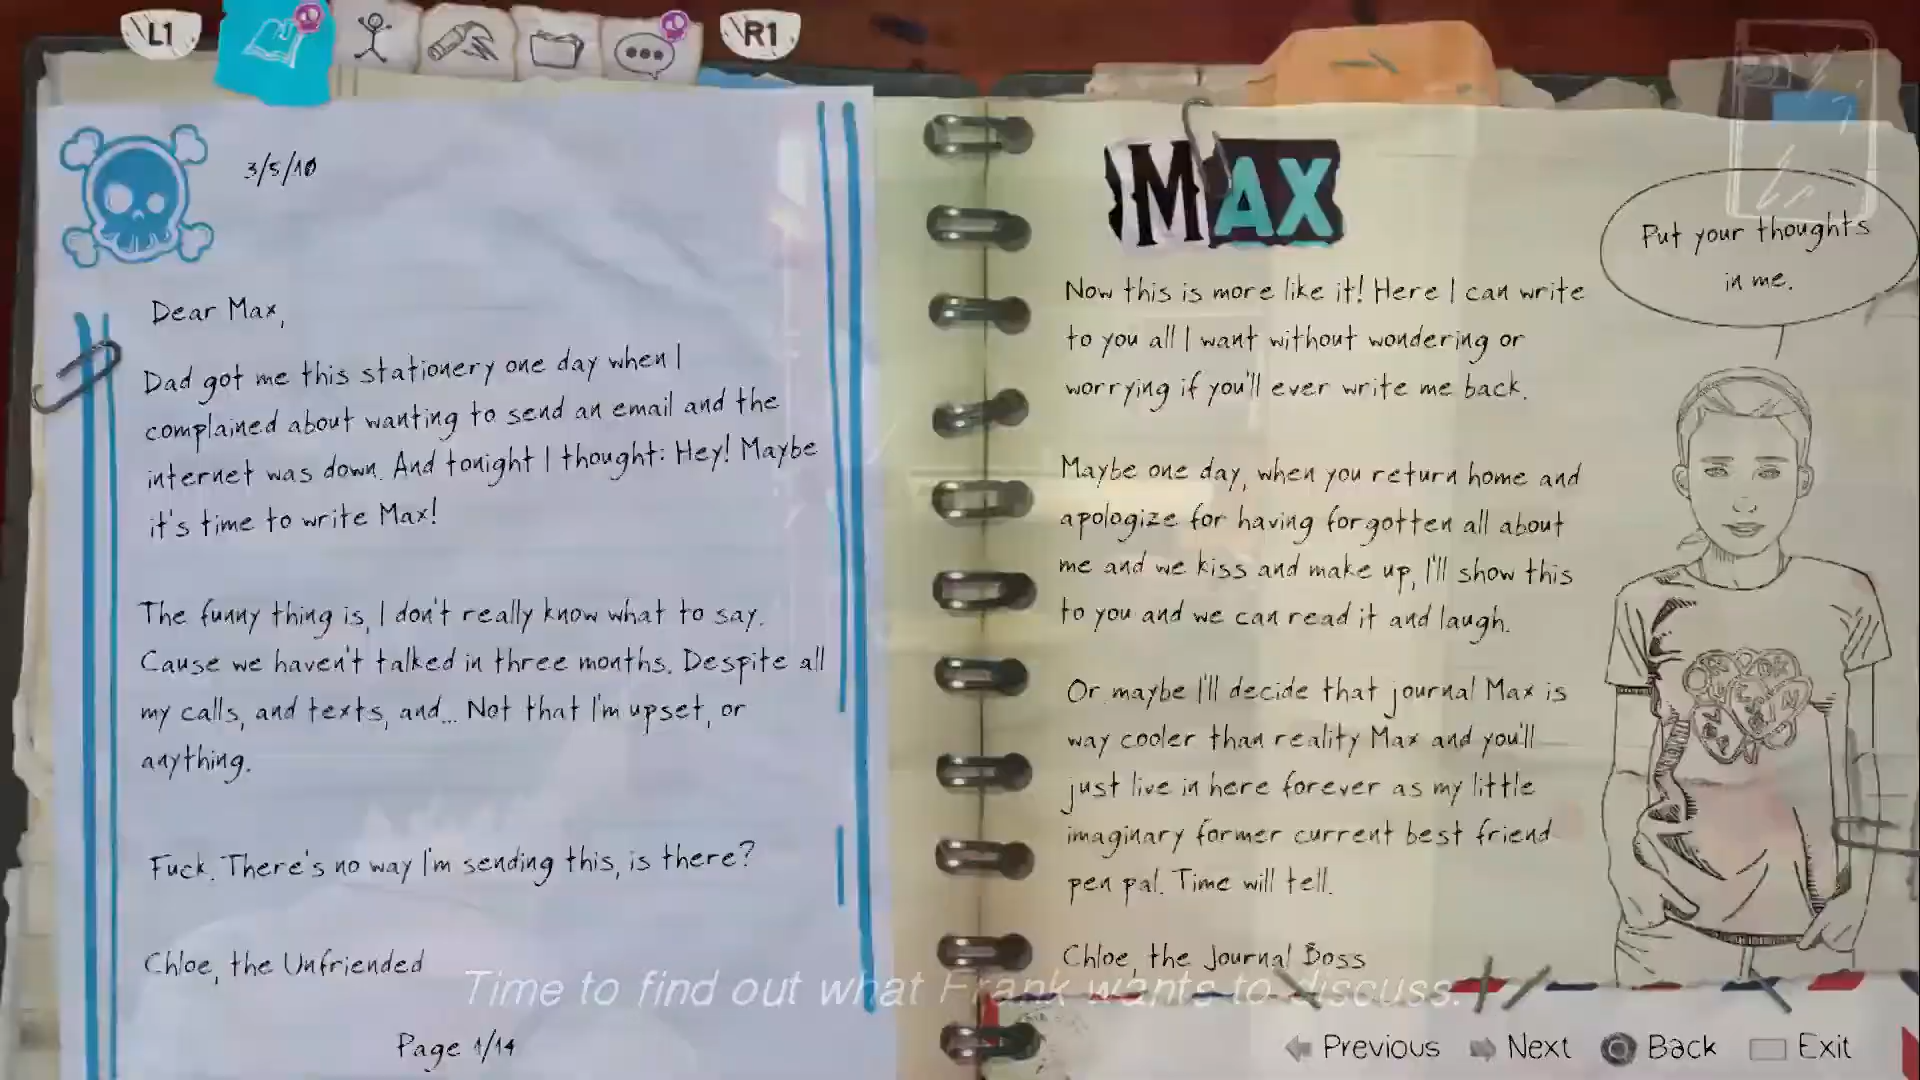 L1
R1
3/5/10
Dear Max,
Dad got me this stationery one day when I
complained about wanting to send an email and the
internet was down. And tonight I thought: Hey! Maybe
it's time to write Max!
The funny thing is, I don't really know what to say.
Cause we haven't talked in three months. Despite all
my calls, and texts, and... Not that I'm upset, or
anything.
Fuck. There's no way I'm sending this, is there?
Chloe, the Unfriended
Page 1/14
MAX
Now this is more like it! Here I can write
to you all I want without wondering or
worrying if you'll ever write me back.
Maybe one day, when you return home and
apologize for having forgotten all about
me and we kiss and make up, I'll show this
to you and we can read it and laugh.
Or maybe I'll decide that journal Max is
way cooler than reality Max and you'll
just live in here forever as my little
imaginary former current best friend
pen pal. Time will tell.
Chloe, the Journal Boss
Put your thoughts
in me.
Time to find out what Frank wants to discuss.
Previous
Next
Back
Exit